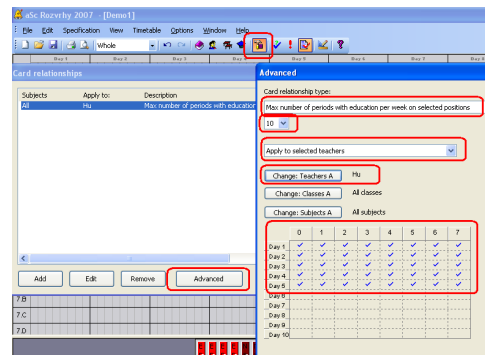 aSc Rozvrhy 2007 - [Demo1]
File Edit Specification View Timetable Options Window Help
Whole
Day 1 Day 2 Day 3 Day 4 Day 5 Day 6 Day 7
Card relationships
Subjects Apply to: Description
All Hu Max number of periods with education
Add Edit Remove Advanced
7.B
7.C
7.D
Advanced
Card relationship type:
Max number of periods with education per week on selected positions
10
Apply to selected teachers
Change: Teachers A Hu
Change: Classes A All classes
Change: Subjects A All subjects
0 1 2 3 4 5 6 7
Day 1
Day 2
Day 3
Day 4
Day 5
Day 6
Day 7
Day 8
Day 9
Day 10